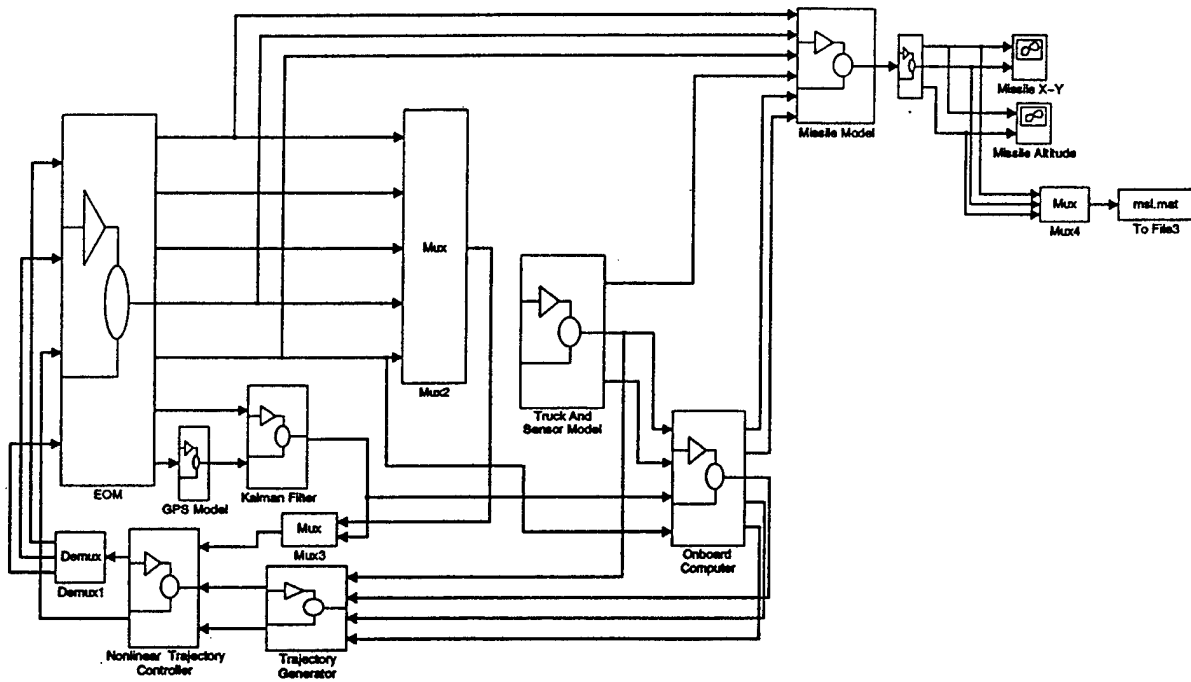 Missile X-Y
Missile Model
Missile Altitude
Mux
Mux4
msl.mat
To File3
Mux
Mux2
Truck And
Sensor Model
EOM
GPS Model
Kalman Filter
Mux
Mux3
Onboard
Computer
Demux
Demux1
Nonlinear Trajectory
Controller
Trajectory
Generator